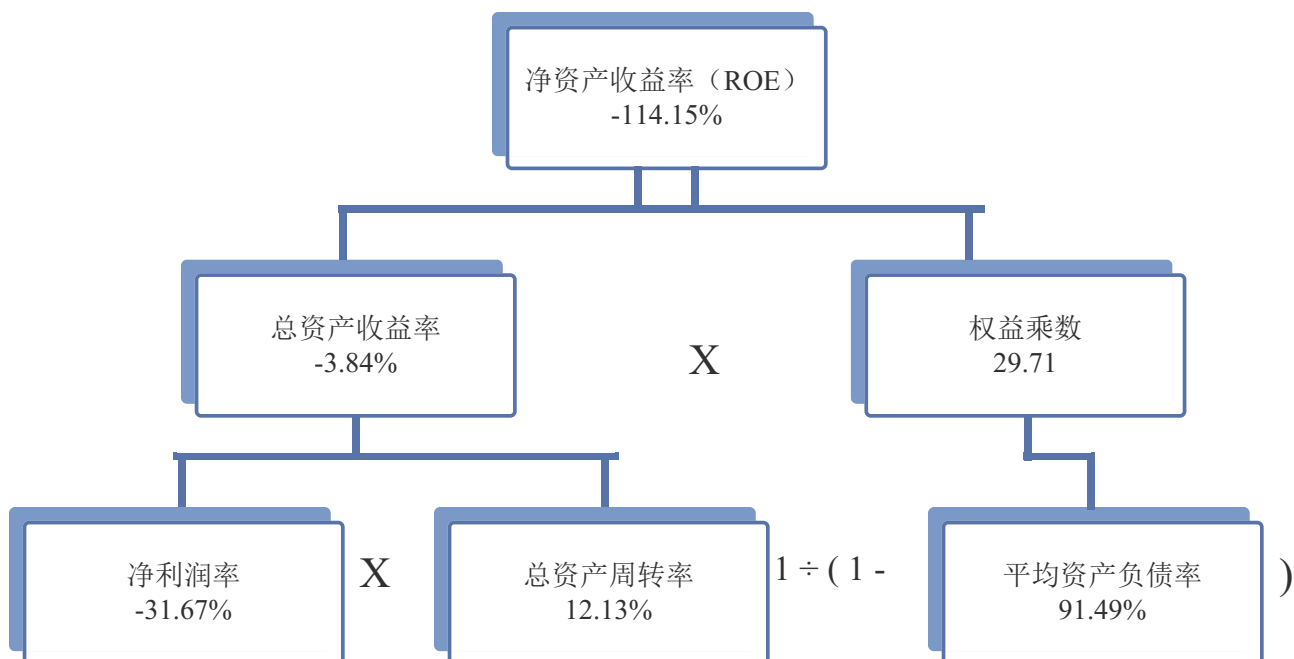 净资产收益率（ROE）
-114.15%
总资产收益率
-3.84%
X
权益乘数
29.71
净利润率
-31.67%
X
总资产周转率
12.13%
1 ÷ ( 1 -
平均资产负债率
91.49%
)